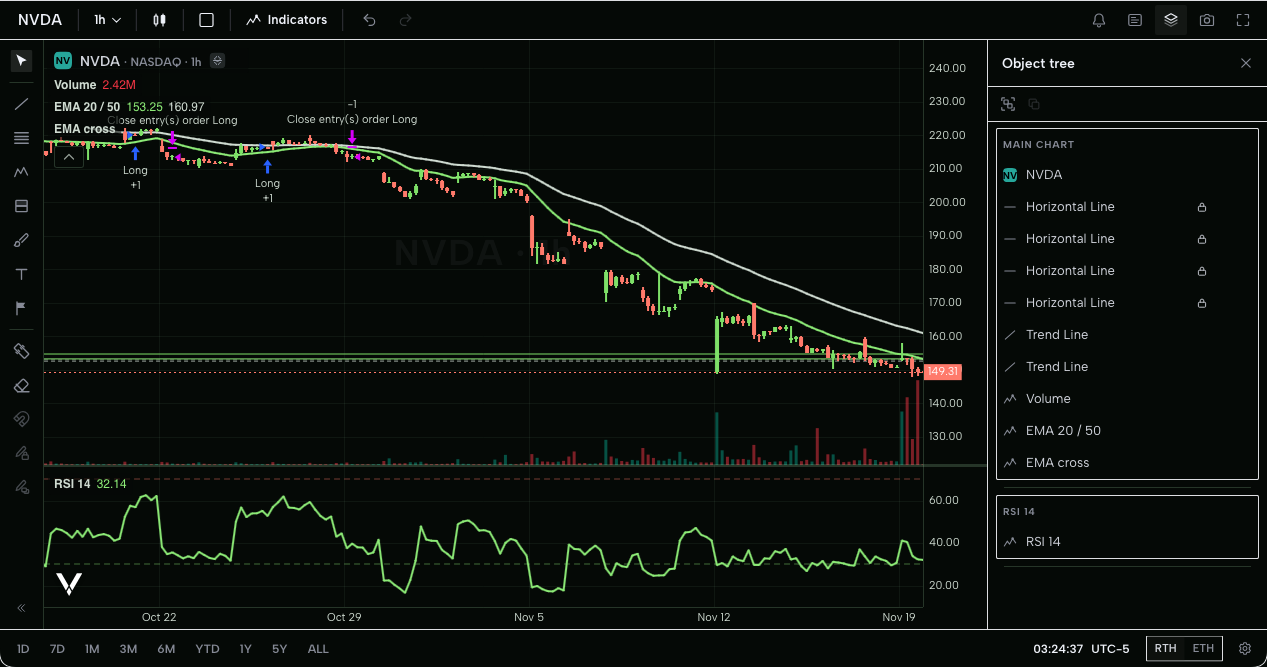 NVDA 1h Indicators
NV NVDA · NASDAQ · 1h
Volume 2.42M
EMA 20 / 50 153.25 160.97
EMA cross
Close entry(s) order Long
−1
Close entry(s) order Long
Long
+1
Long
+1
NVDA · 1h
240.00
230.00
220.00
210.00
200.00
190.00
180.00
170.00
160.00
149.31
140.00
130.00
RSI 14 32.14
60.00
40.00
20.00
Oct 22 Oct 29 Nov 5 Nov 12 Nov 19
Object tree
MAIN CHART
NV NVDA
Horizontal Line
Horizontal Line
Horizontal Line
Horizontal Line
Trend Line
Trend Line
Volume
EMA 20 / 50
EMA cross
RSI 14
RSI 14
1D 7D 1M 3M 6M YTD 1Y 5Y ALL
03:24:37 UTC-5 RTH ETH